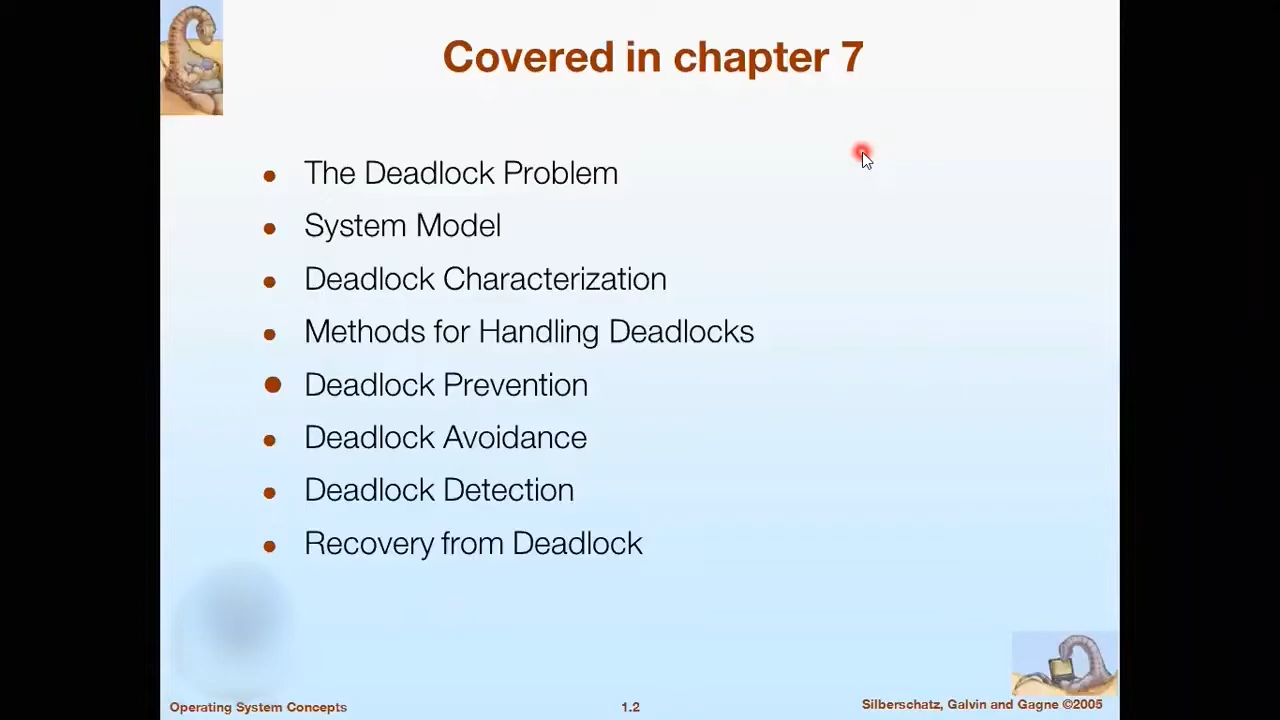 Covered in chapter 7
The Deadlock Problem
System Model
Deadlock Characterization
Methods for Handling Deadlocks
Deadlock Prevention
Deadlock Avoidance
Deadlock Detection
Recovery from Deadlock
Operating System Concepts
1.2
Silberschatz, Galvin and Gagne ©2005